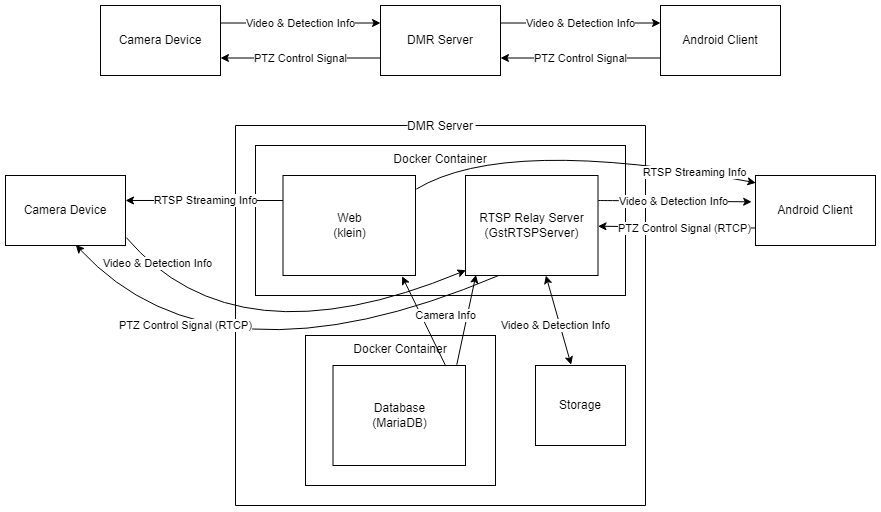 Video & Detection Info
Video & Detection Info
Camera Device
DMR Server
Android Client
PTZ Control Signal
PTZ Control Signal
DMR Server
Docker Container
RTSP Streaming Info
Camera Device
RTSP Streaming Info
Web
(klein)
RTSP Relay Server
(GstRTSPServer)
Video & Detection Info
Android Client
PTZ Control Signal (RTCP)
Video & Detection Info
PTZ Control Signal (RTCP)
Camera Info
Video & Detection Info
Docker Container
Database
(MariaDB)
Storage